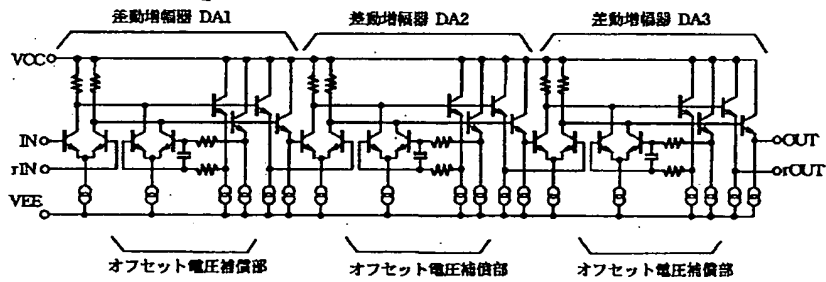 差動増幅器 DA1
差動増幅器 DA2
差動増幅器 DA3
VCC
IN
rIN
VEE
OUT
rOUT
オフセット電圧補償部
オフセット電圧補償部
オフセット電圧補償部